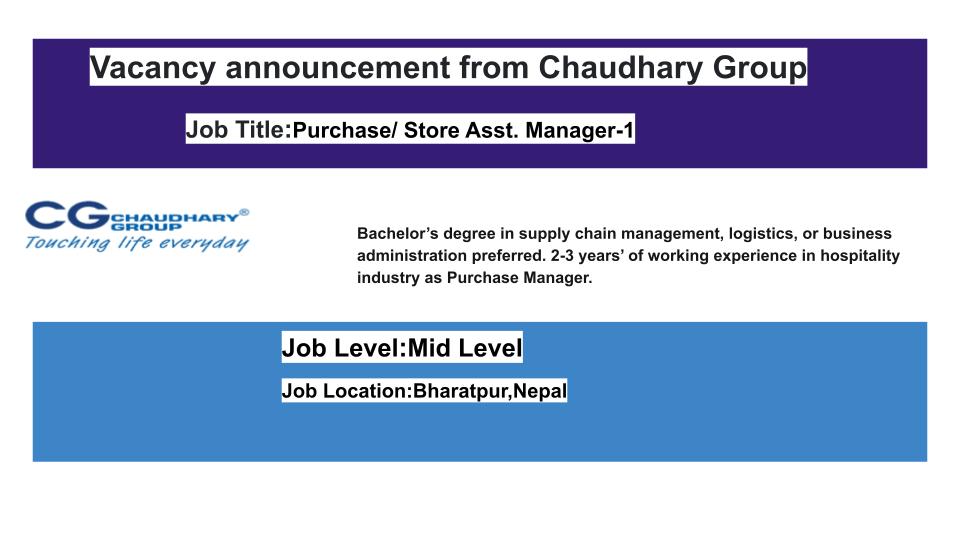 Vacancy announcement from Chaudhary Group
Job Title:Purchase/ Store Asst. Manager-1
CG CHAUDHARY®
GROUP
Touching life everyday
Bachelor’s degree in supply chain management, logistics, or business
administration preferred. 2-3 years’ of working experience in hospitality
industry as Purchase Manager.
Job Level:Mid Level
Job Location:Bharatpur,Nepal